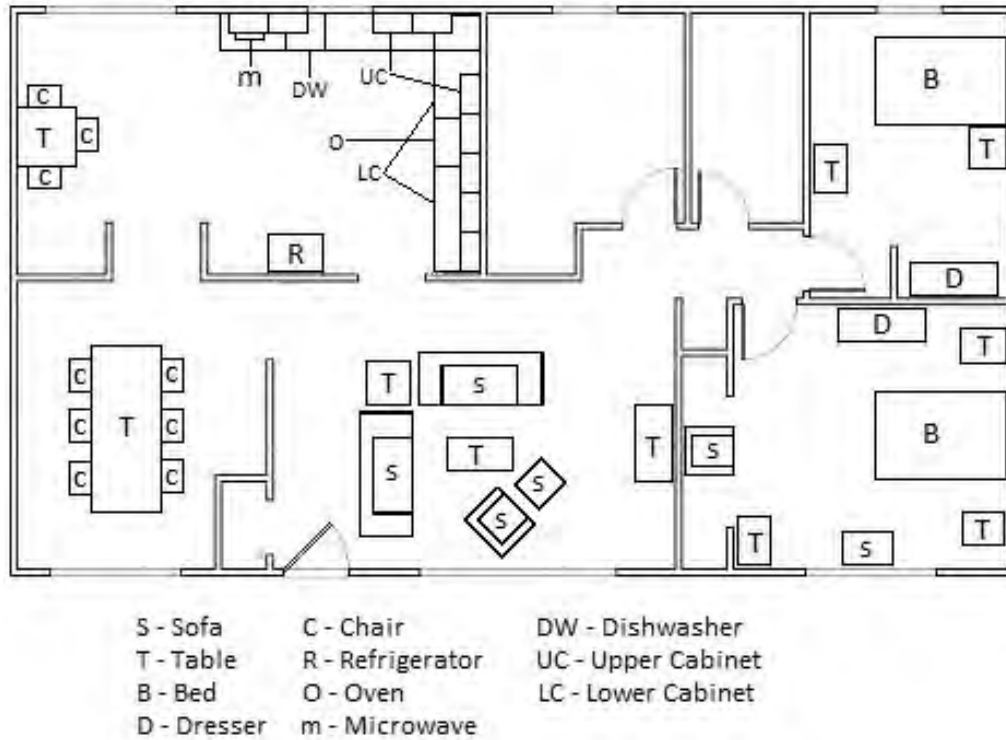 m
DW
UC
B
C
T
C
C
O
LC
T
T
R
D
D
T
T
S
C
C
T
C
C
C
C
S
T
T
S
B
S
S
T
S
T
S - Sofa C - Chair DW - Dishwasher
T - Table R - Refrigerator UC - Upper Cabinet
B - Bed O - Oven LC - Lower Cabinet
D - Dresser m - Microwave